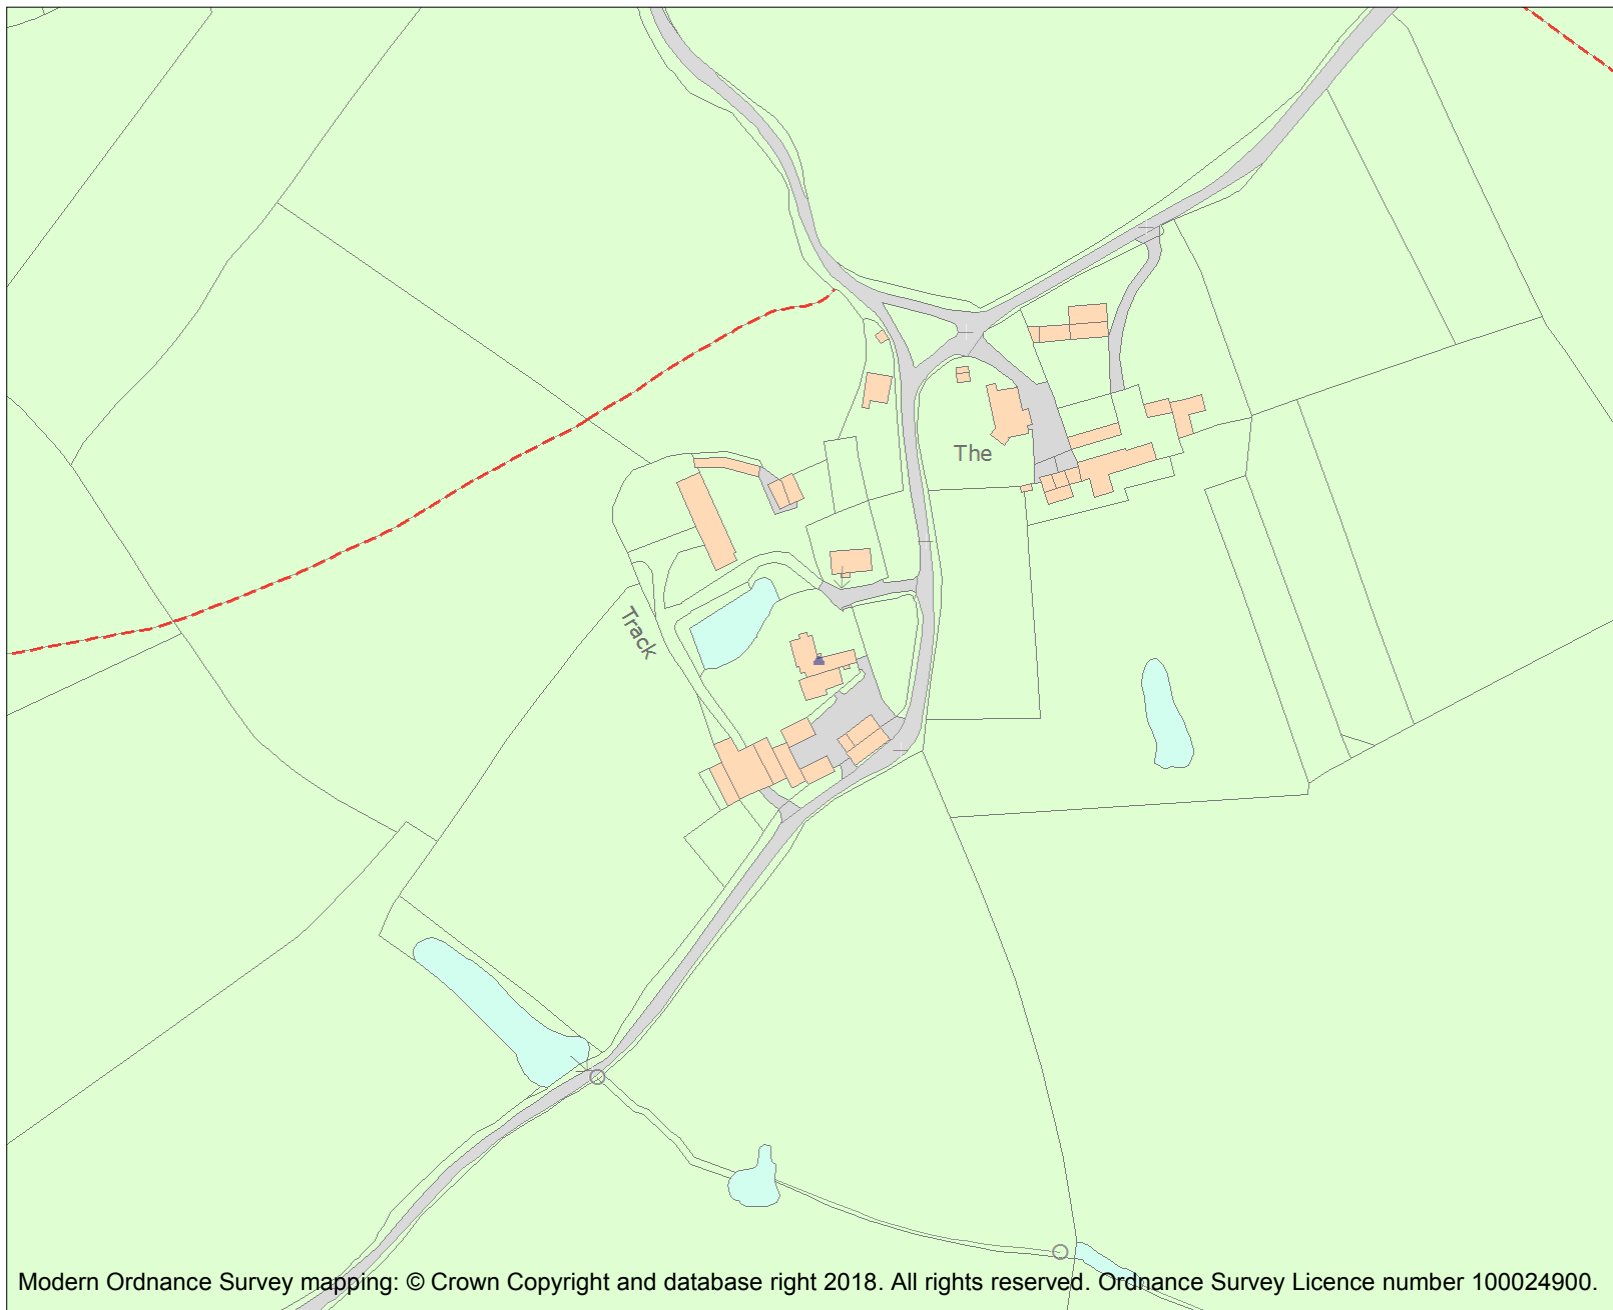 The
Track
Modern Ordnance Survey mapping: © Crown Copyright and database right 2018. All rights reserved. Ordnance Survey Licence number 100024900.